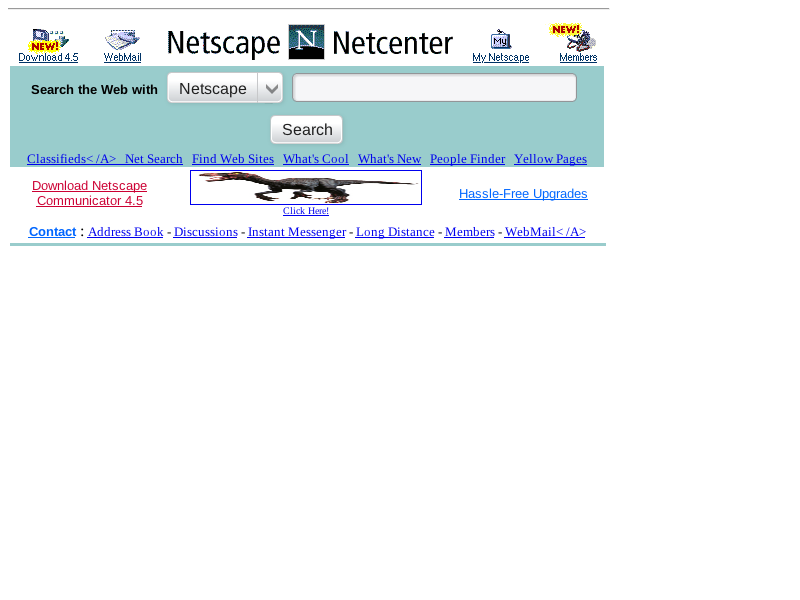 NEW! Download 4.5 WebMail Netscape N Netcenter My My Netscape NEW! Members
Search the Web with Netscape
Search
Classifieds< /A> Net Search Find Web Sites What's Cool What's New People Finder Yellow Pages
Download Netscape
Communicator 4.5
Click Here!
Hassle-Free Upgrades
Contact : Address Book - Discussions - Instant Messenger - Long Distance - Members - WebMail< /A>